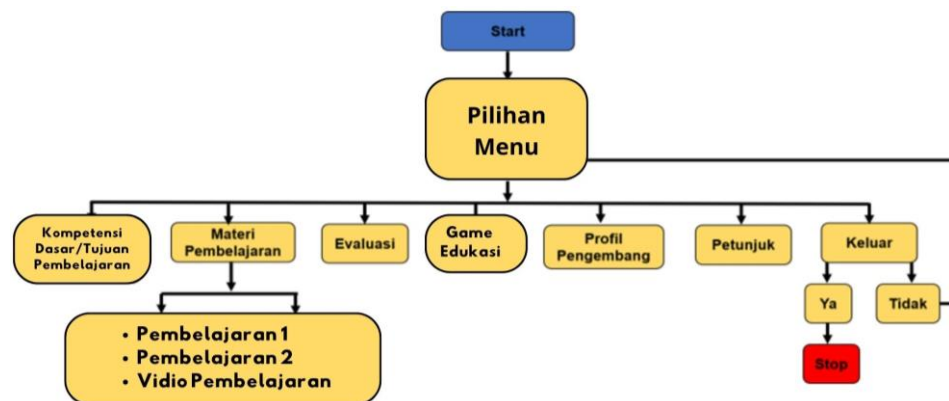 Start
Pilihan
Menu
Kompetensi
Dasar/Tujuan
Pembelajaran
Materi
Pembelajaran
Evaluasi
Game
Edukasi
Profil
Pengembang
Petunjuk
Keluar
Ya
Tidak
• Pembelajaran 1
• Pembelajaran 2
• Vidio Pembelajaran
Stop